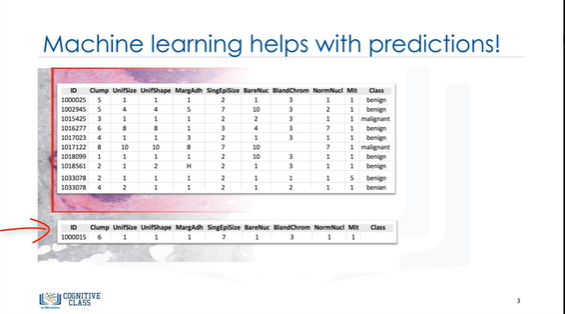 Machine learning helps with predictions!
ID Clump UnifSize UnifShape MargAdh SingEpiSize BareNuc BlandChrom NormNucl Mit Class
1000025 5 1 1 1 2 1 3 1 1 benign
1002945 5 4 4 5 7 10 3 2 1 benign
1015425 3 1 1 1 2 2 3 1 1 malignant
1016277 6 8 8 1 3 4 3 7 1 benign
1017023 4 1 1 3 2 1 3 1 1 benign
1017122 8 10 10 8 7 10 7 1 malignant
1018099 1 1 1 1 2 10 3 1 1 benign
1018561 2 1 2 H 2 1 3 1 1 benign
1033078 2 1 1 1 2 1 1 1 5 benign
1033078 4 2 1 1 2 1 2 1 1 benign
ID Clump UnifSize UnifShape MargAdh SingEpiSize BareNuc BlandChrom NormNucl Mit Class
1000015 6 1 1 1 7 1 3 1 1
COGNITIVE
CLASS
3